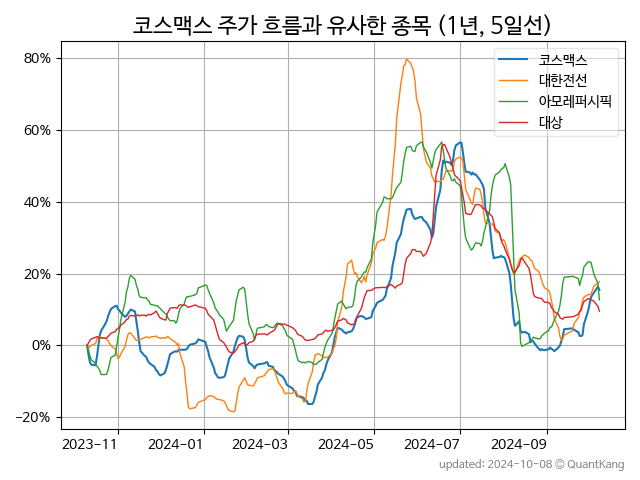 코스맥스 주가 흐름과 유사한 종목 (1년, 5일선)
코스맥스
대한전선
아모레퍼시픽
대상
80%
60%
40%
20%
0%
−20%
2023−11
2024−01
2024−03
2024−05
2024−07
2024−09
updated: 2024-10-08 © QuantKang